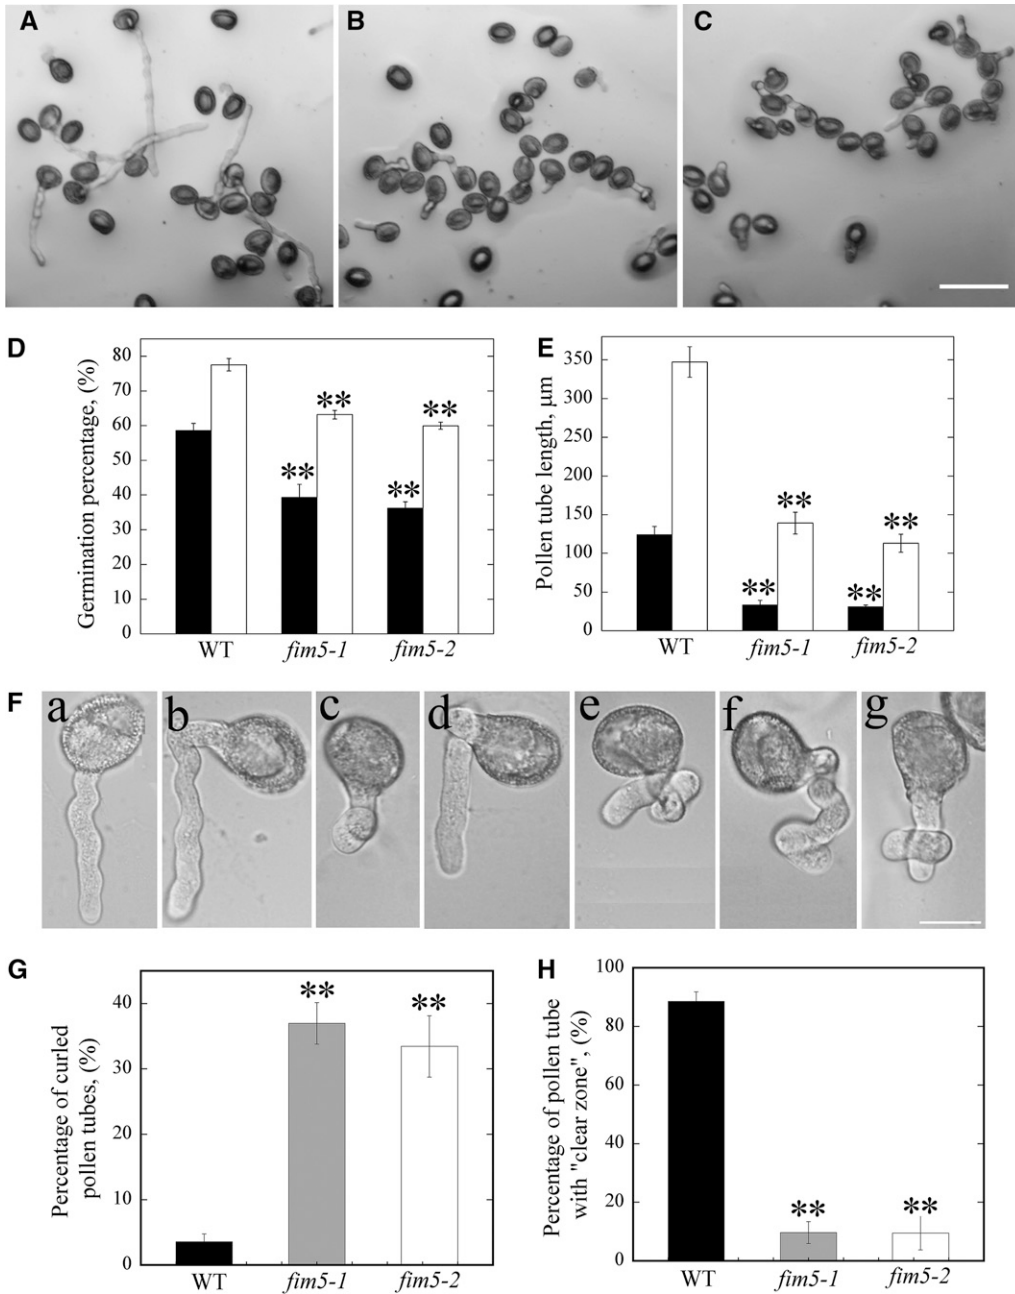 A
B
C
D
Germination percentage, (%)
80
70
60
50
40
30
20
10
0
**
**
**
**
WT
fim5-1
fim5-2
E
Pollen tube length, μm
350
300
250
200
150
100
50
0
**
**
**
**
WT
fim5-1
fim5-2
F
a
b
c
d
e
f
g
G
Percentage of curled
pollen tubes, (%)
40
30
20
10
0
**
**
WT
fim5-1
fim5-2
H
Percentage of pollen tube
with "clear zone", (%)
100
80
60
40
20
0
**
**
WT
fim5-1
fim5-2